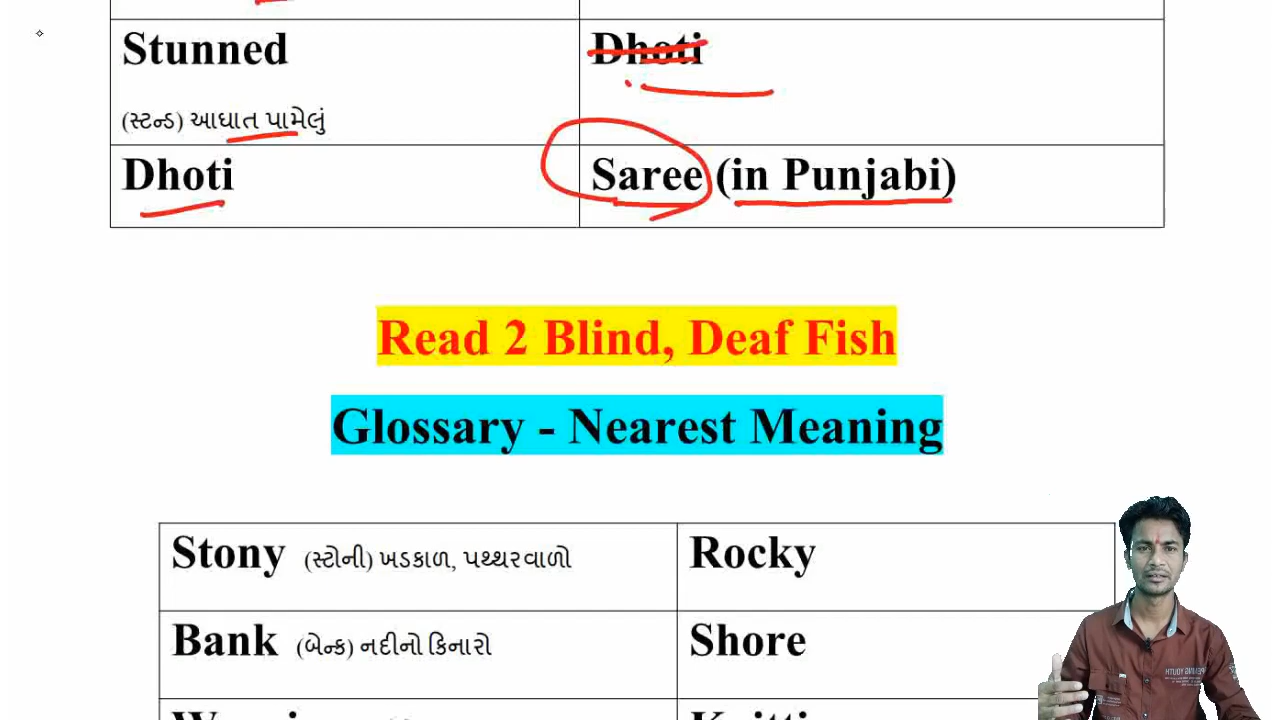 Stunned
Dhoti
(સ્ટન્ડ) આઘાત પામેલું
Dhoti
Saree (in Punjabi)
Read 2 Blind, Deaf Fish
Glossary - Nearest Meaning
Stony (સ્ટોની) ખડકાળ, પથ્થરવાળો
Rocky
Bank (બેન્ક) નદીનો કિનારો
Shore